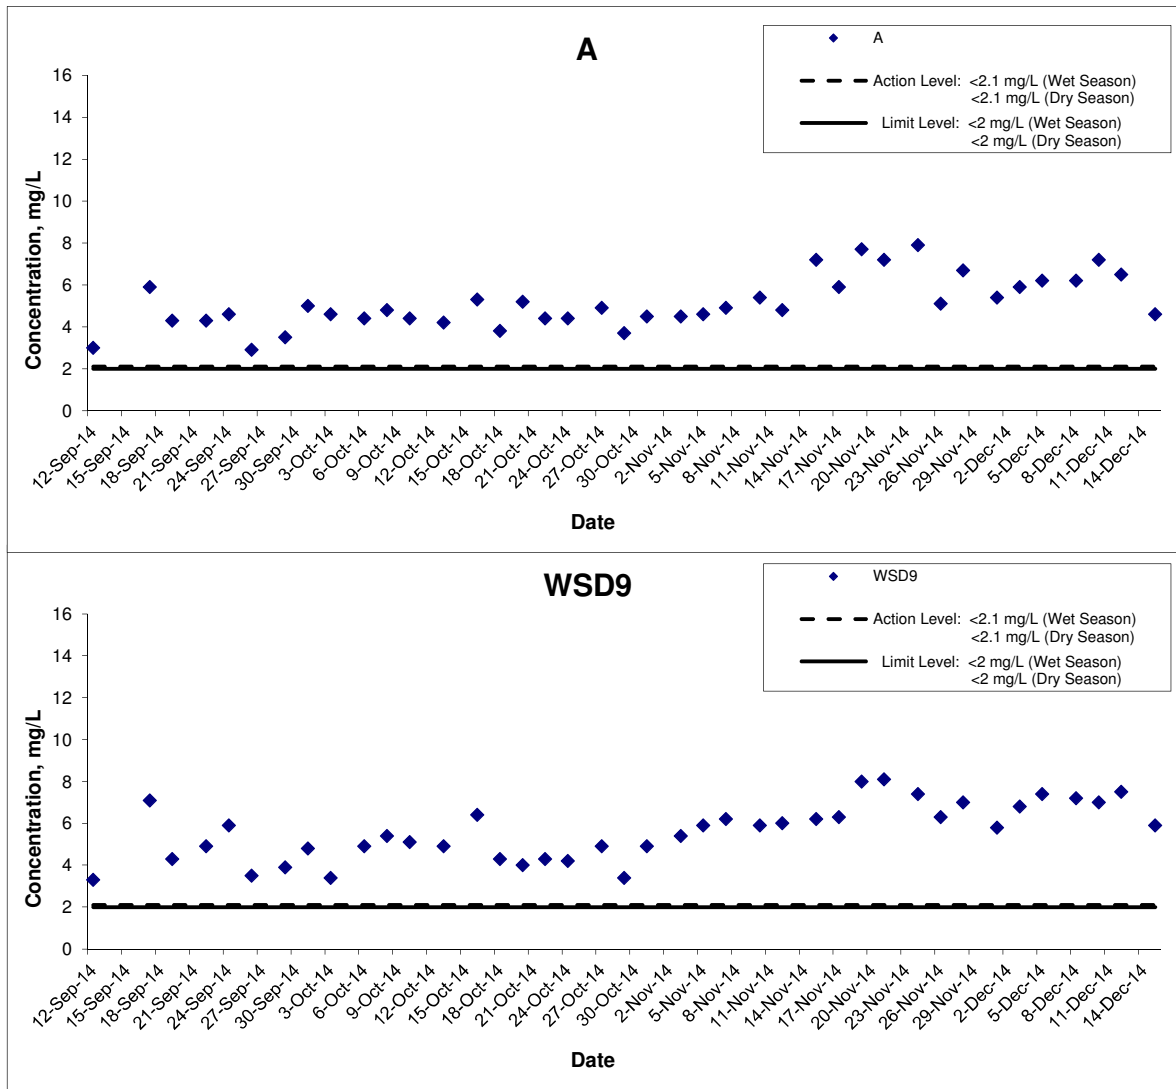 A
A
Action Level: <2.1 mg/L (Wet Season)
<2.1 mg/L (Dry Season)
Limit Level: <2 mg/L (Wet Season)
<2 mg/L (Dry Season)
Concentration, mg/L
16
14
12
10
8
6
4
2
0
12-Sep-14
15-Sep-14
18-Sep-14
21-Sep-14
24-Sep-14
27-Sep-14
30-Sep-14
3-Oct-14
6-Oct-14
9-Oct-14
12-Oct-14
15-Oct-14
18-Oct-14
21-Oct-14
24-Oct-14
27-Oct-14
30-Oct-14
2-Nov-14
5-Nov-14
8-Nov-14
11-Nov-14
14-Nov-14
17-Nov-14
20-Nov-14
23-Nov-14
26-Nov-14
29-Nov-14
2-Dec-14
5-Dec-14
8-Dec-14
11-Dec-14
14-Dec-14
Date
WSD9
WSD9
Action Level: <2.1 mg/L (Wet Season)
<2.1 mg/L (Dry Season)
Limit Level: <2 mg/L (Wet Season)
<2 mg/L (Dry Season)
Concentration, mg/L
16
14
12
10
8
6
4
2
0
12-Sep-14
15-Sep-14
18-Sep-14
21-Sep-14
24-Sep-14
27-Sep-14
30-Sep-14
3-Oct-14
6-Oct-14
9-Oct-14
12-Oct-14
15-Oct-14
18-Oct-14
21-Oct-14
24-Oct-14
27-Oct-14
30-Oct-14
2-Nov-14
5-Nov-14
8-Nov-14
11-Nov-14
14-Nov-14
17-Nov-14
20-Nov-14
23-Nov-14
26-Nov-14
29-Nov-14
2-Dec-14
5-Dec-14
8-Dec-14
11-Dec-14
14-Dec-14
Date